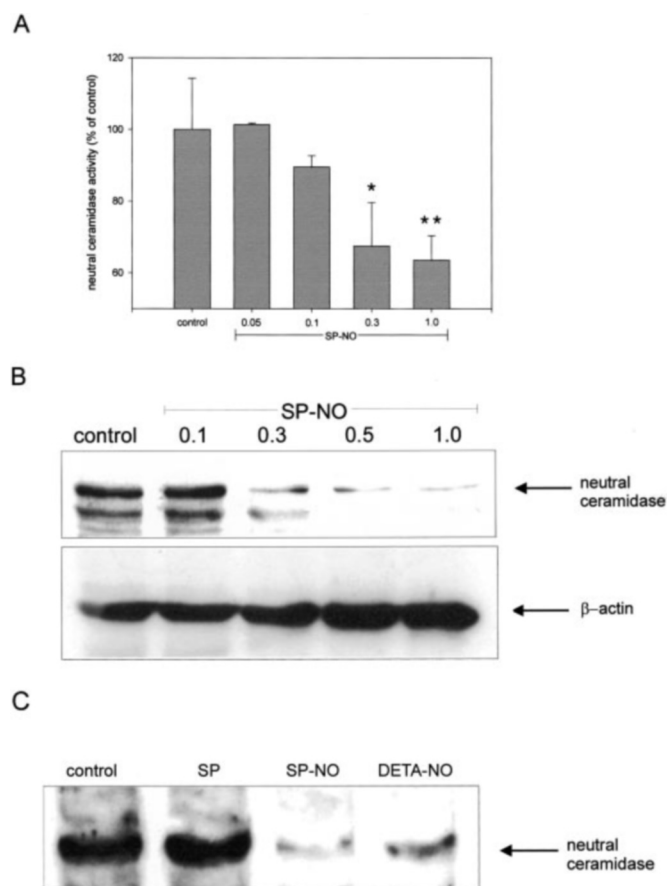 A
neutral ceramidase activity (% of control)
120
100
80
60
*
**
control 0.05 0.1 0.3 1.0
SP-NO
B
SP-NO
control 0.1 0.3 0.5 1.0
neutral
ceramidase
β-actin
C
control SP SP-NO DETA-NO
neutral
ceramidase